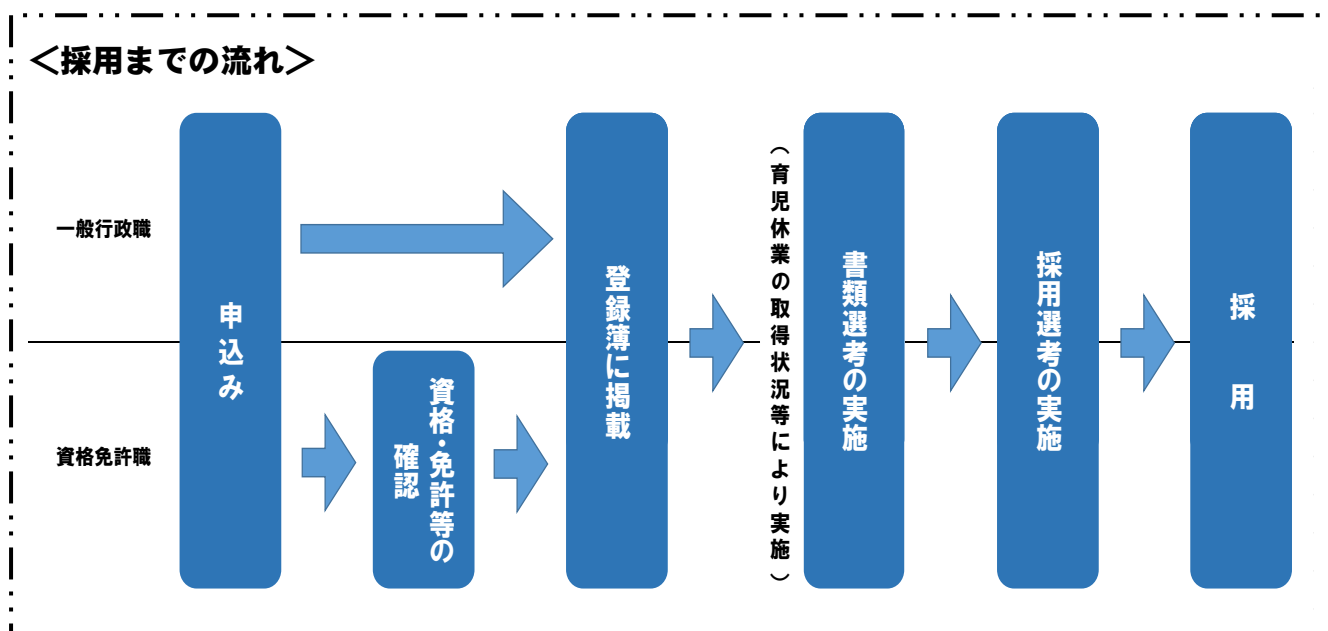 ＜採用までの流れ＞
一般行政職
資格免許職
申込み
資格・免許等の
確認
登録簿に掲載
（育児休業の取得状況等により実施）
書類選考の実施
採用選考の実施
採用